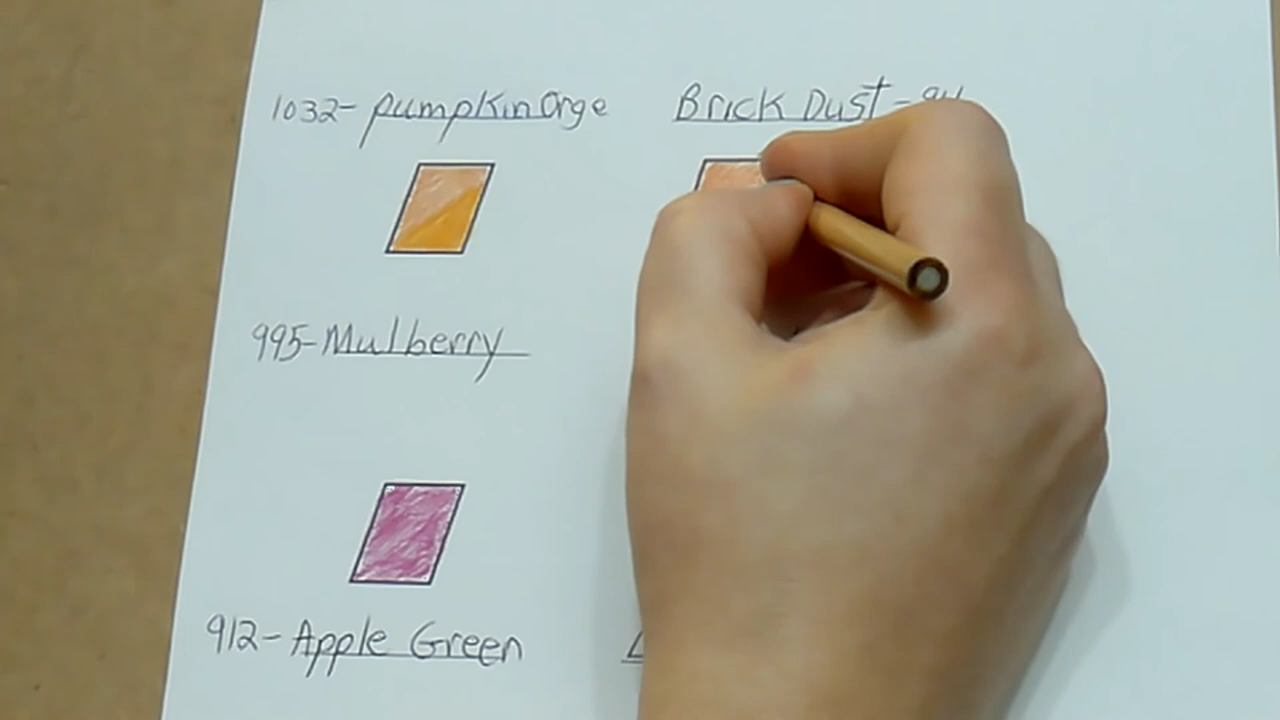 1032- pumpkin Orge
Brick Dust -
995- Mulberry
912- Apple Green